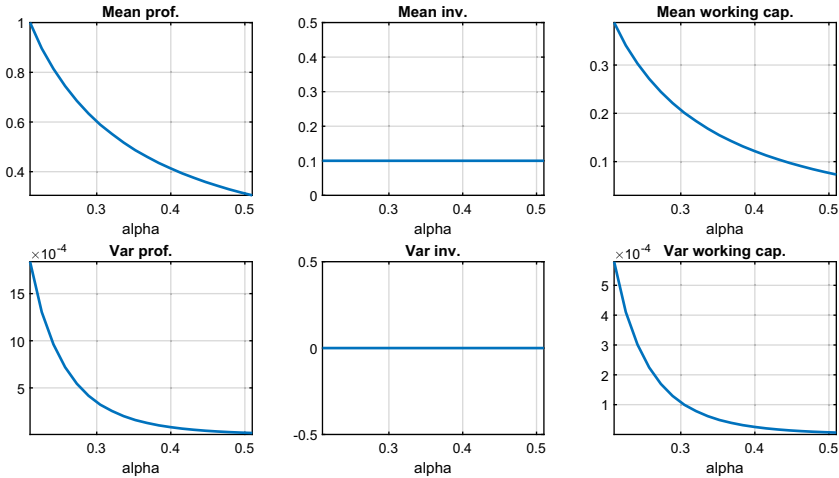 Mean prof.
1
0.8
0.6
0.4
0.3 0.4 0.5
alpha
Mean inv.
0.5
0.4
0.3
0.2
0.1
0
0.3 0.4 0.5
alpha
Mean working cap.
0.3
0.2
0.1
0.3 0.4 0.5
alpha
×10⁻⁴ Var prof.
15
10
5
0.3 0.4 0.5
alpha
Var inv.
0.5
0
-0.5
0.3 0.4 0.5
alpha
×10⁻⁴ Var working cap.
5
4
3
2
1
0.3 0.4 0.5
alpha